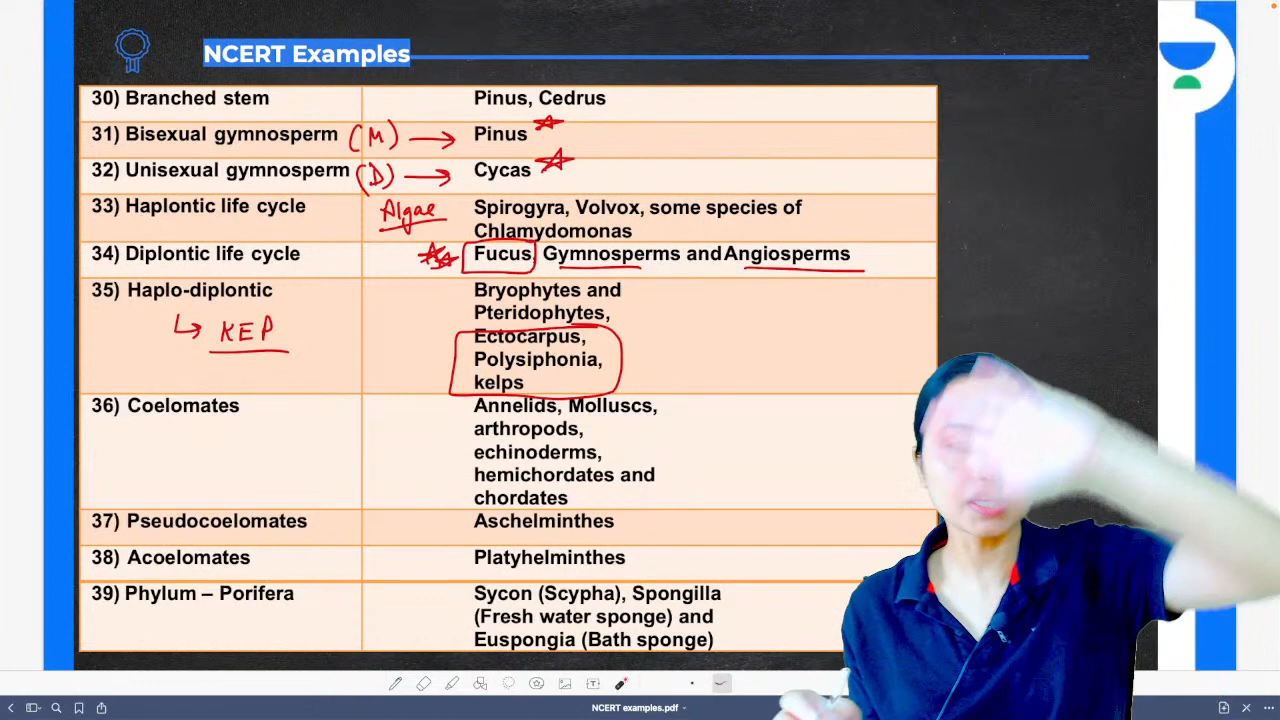 NCERT Examples
30) Branched stem Pinus, Cedrus
31) Bisexual gymnosperm (M) → Pinus
32) Unisexual gymnosperm (D) → Cycas
33) Haplontic life cycle Algae Spirogyra, Volvox, some species of
Chlamydomonas
34) Diplontic life cycle Fucus, Gymnosperms and Angiosperms
35) Haplo-diplontic Bryophytes and
Pteridophytes,
KEP Ectocarpus,
Polysiphonia,
kelps
36) Coelomates Annelids, Molluscs,
arthropods,
echinoderms,
hemichordates and
chordates
37) Pseudocoelomates Aschelminthes
38) Acoelomates Platyhelminthes
39) Phylum – Porifera Sycon (Scypha), Spongilla
(Fresh water sponge) and
Euspongia (Bath sponge)
NCERT examples.pdf